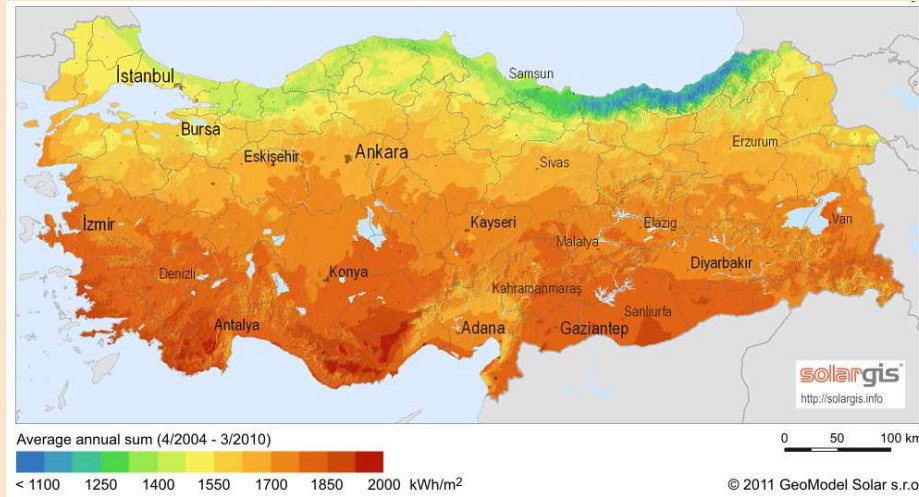 İstanbul
Samsun
Bursa
Eskişehir
Ankara
Erzurum
Sivas
İzmir
Kayseri
Elazıg
Van
Malatya
Denizli
Konya
Diyarbakır
Kahramanmaraş
Sanliurfa
Antalya
Adana
Gaziantep
solargis
http://solargis.info
Average annual sum (4/2004 - 3/2010)
0 50 100 km
< 1100 1250 1400 1550 1700 1850 2000 kWh/m²
© 2011 GeoModel Solar s.r.o